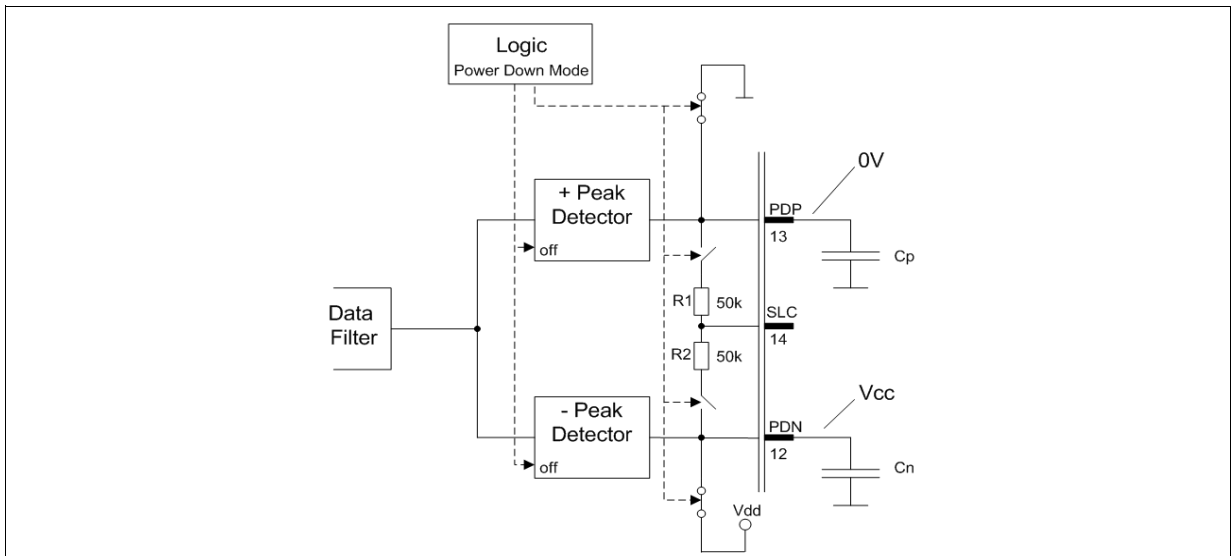 Logic
Power Down Mode
0V
+ Peak
Detector
off
PDP
13
Cp
R1
50k
SLC
14
Data
Filter
R2
50k
Vcc
- Peak
Detector
off
PDN
12
Cn
Vdd